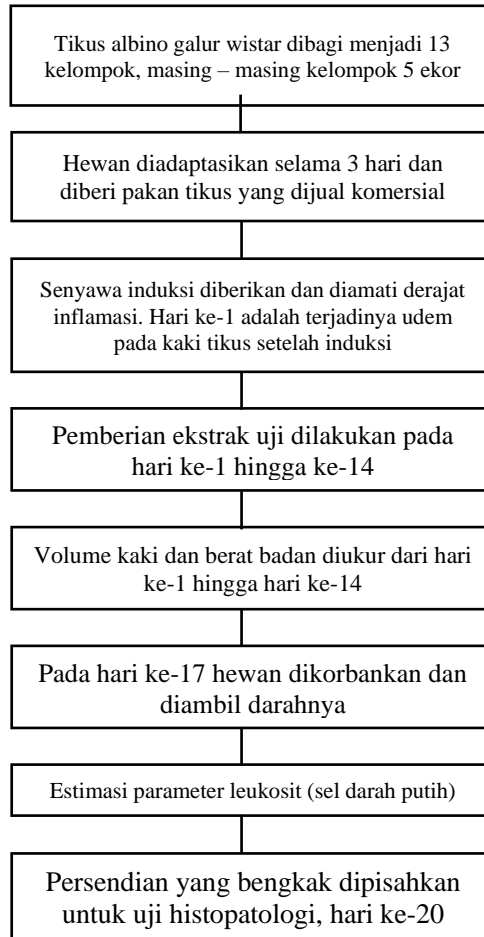 Tikus albino galur wistar dibagi menjadi 13
kelompok, masing – masing kelompok 5 ekor
Hewan diadaptasikan selama 3 hari dan
diberi pakan tikus yang dijual komersial
Senyawa induksi diberikan dan diamati derajat
inflamasi. Hari ke-1 adalah terjadinya udem
pada kaki tikus setelah induksi
Pemberian ekstrak uji dilakukan pada
hari ke-1 hingga ke-14
Volume kaki dan berat badan diukur dari hari
ke-1 hingga hari ke-14
Pada hari ke-17 hewan dikorbankan dan
diambil darahnya
Estimasi parameter leukosit (sel darah putih)
Persendian yang bengkak dipisahkan
untuk uji histopatologi, hari ke-20